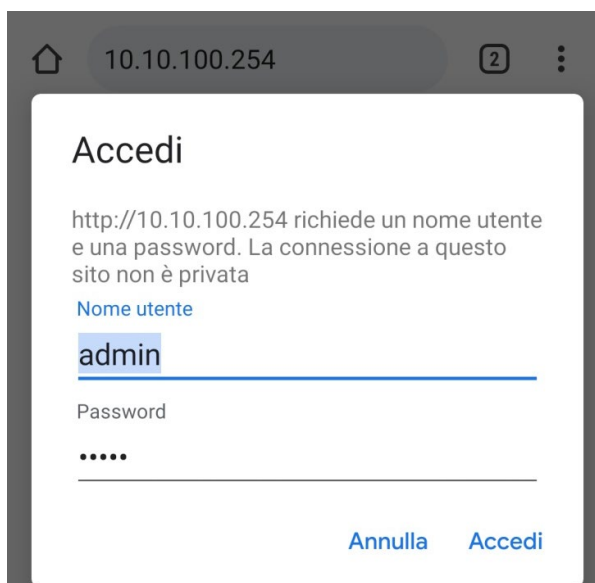 10.10.100.254
2
Accedi
http://10.10.100.254 richiede un nome utente
e una password. La connessione a questo
sito non è privata
Nome utente
admin
Password
•••••
Annulla Accedi